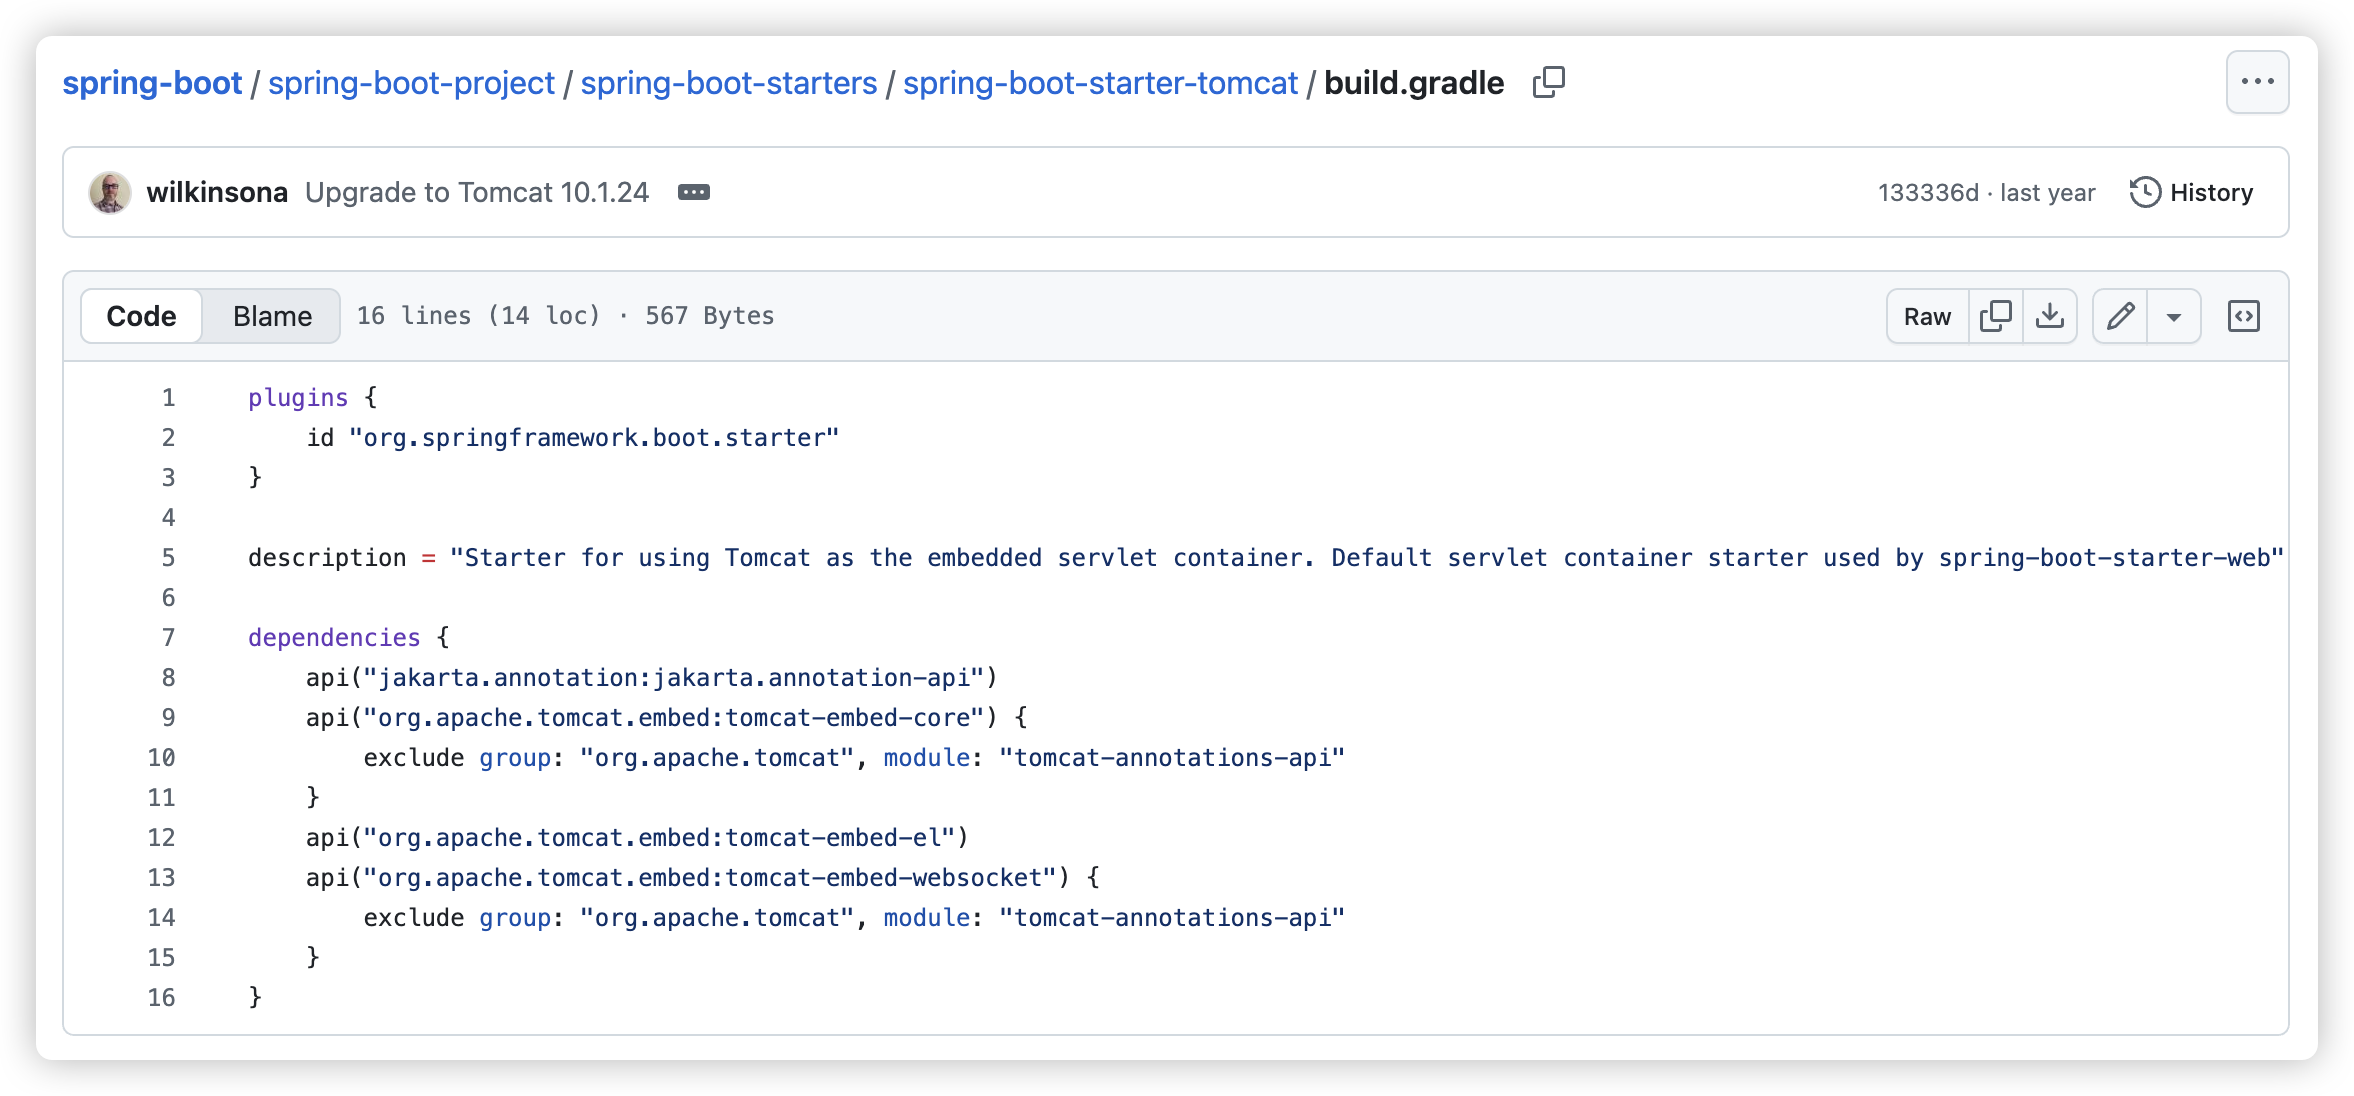 spring-boot / spring-boot-project / spring-boot-starters / spring-boot-starter-tomcat / build.gradle
wilkinsona Upgrade to Tomcat 10.1.24 133336d · last year History
Code Blame 16 lines (14 loc) · 567 Bytes Raw
1 plugins {
2     id "org.springframework.boot.starter"
3 }
4
5 description = "Starter for using Tomcat as the embedded servlet container. Default servlet container starter used by spring-boot-starter-web"
6
7 dependencies {
8     api("jakarta.annotation:jakarta.annotation-api")
9     api("org.apache.tomcat.embed:tomcat-embed-core") {
10         exclude group: "org.apache.tomcat", module: "tomcat-annotations-api"
11     }
12     api("org.apache.tomcat.embed:tomcat-embed-el")
13     api("org.apache.tomcat.embed:tomcat-embed-websocket") {
14         exclude group: "org.apache.tomcat", module: "tomcat-annotations-api"
15     }
16 }